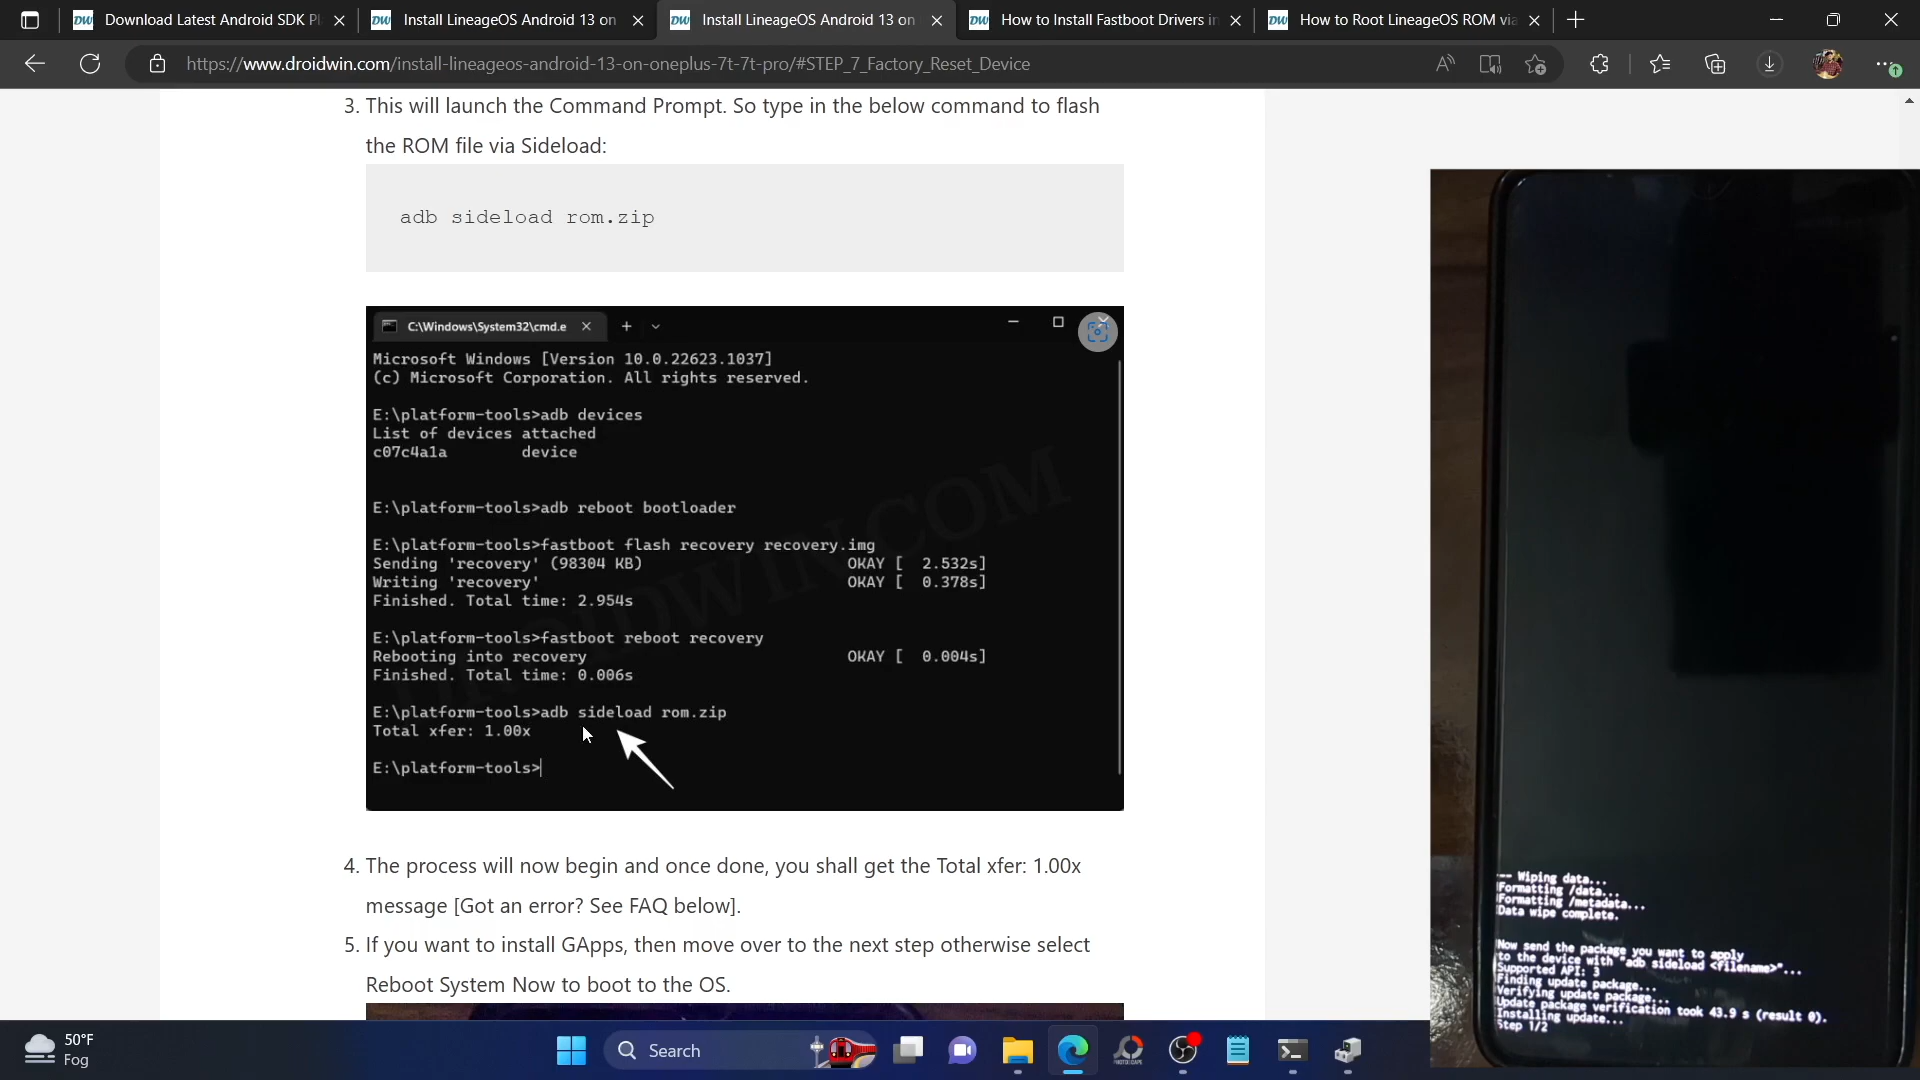 Download Latest Android SDK Pl
Install LineageOS Android 13 on
Install LineageOS Android 13 on
How to Install Fastboot Drivers in
How to Root LineageOS ROM via
https://www.droidwin.com/install-lineageos-android-13-on-oneplus-7t-7t-pro/#STEP_7_Factory_Reset_Device
3. This will launch the Command Prompt. So type in the below command to flash
the ROM file via Sideload:
adb sideload rom.zip
C:\Windows\System32\cmd.e
Microsoft Windows [Version 10.0.22623.1037]
(c) Microsoft Corporation. All rights reserved.
E:\platform-tools>adb devices
List of devices attached
c07c4a1a device
E:\platform-tools>adb reboot bootloader
E:\platform-tools>fastboot flash recovery recovery.img
Sending 'recovery' (98304 KB) OKAY [ 2.532s]
Writing 'recovery' OKAY [ 0.378s]
Finished. Total time: 2.954s
E:\platform-tools>fastboot reboot recovery
Rebooting into recovery OKAY [ 0.004s]
Finished. Total time: 0.006s
E:\platform-tools>adb sideload rom.zip
Total xfer: 1.00x
E:\platform-tools>
DROIDWIN.COM
4. The process will now begin and once done, you shall get the Total xfer: 1.00x
message [Got an error? See FAQ below].
5. If you want to install GApps, then move over to the next step otherwise select
Reboot System Now to boot to the OS.
-- Wiping data...
Formatting /data...
Formatting /metadata...
Data wipe complete.
Now send the package you want to apply
to the device with "adb sideload <filename>"...
Supported API: 3
Finding update package...
Verifying update package...
Update package verification took 43.9 s (result 0).
Installing update...
Step 1/2
50°F
Fog
Search